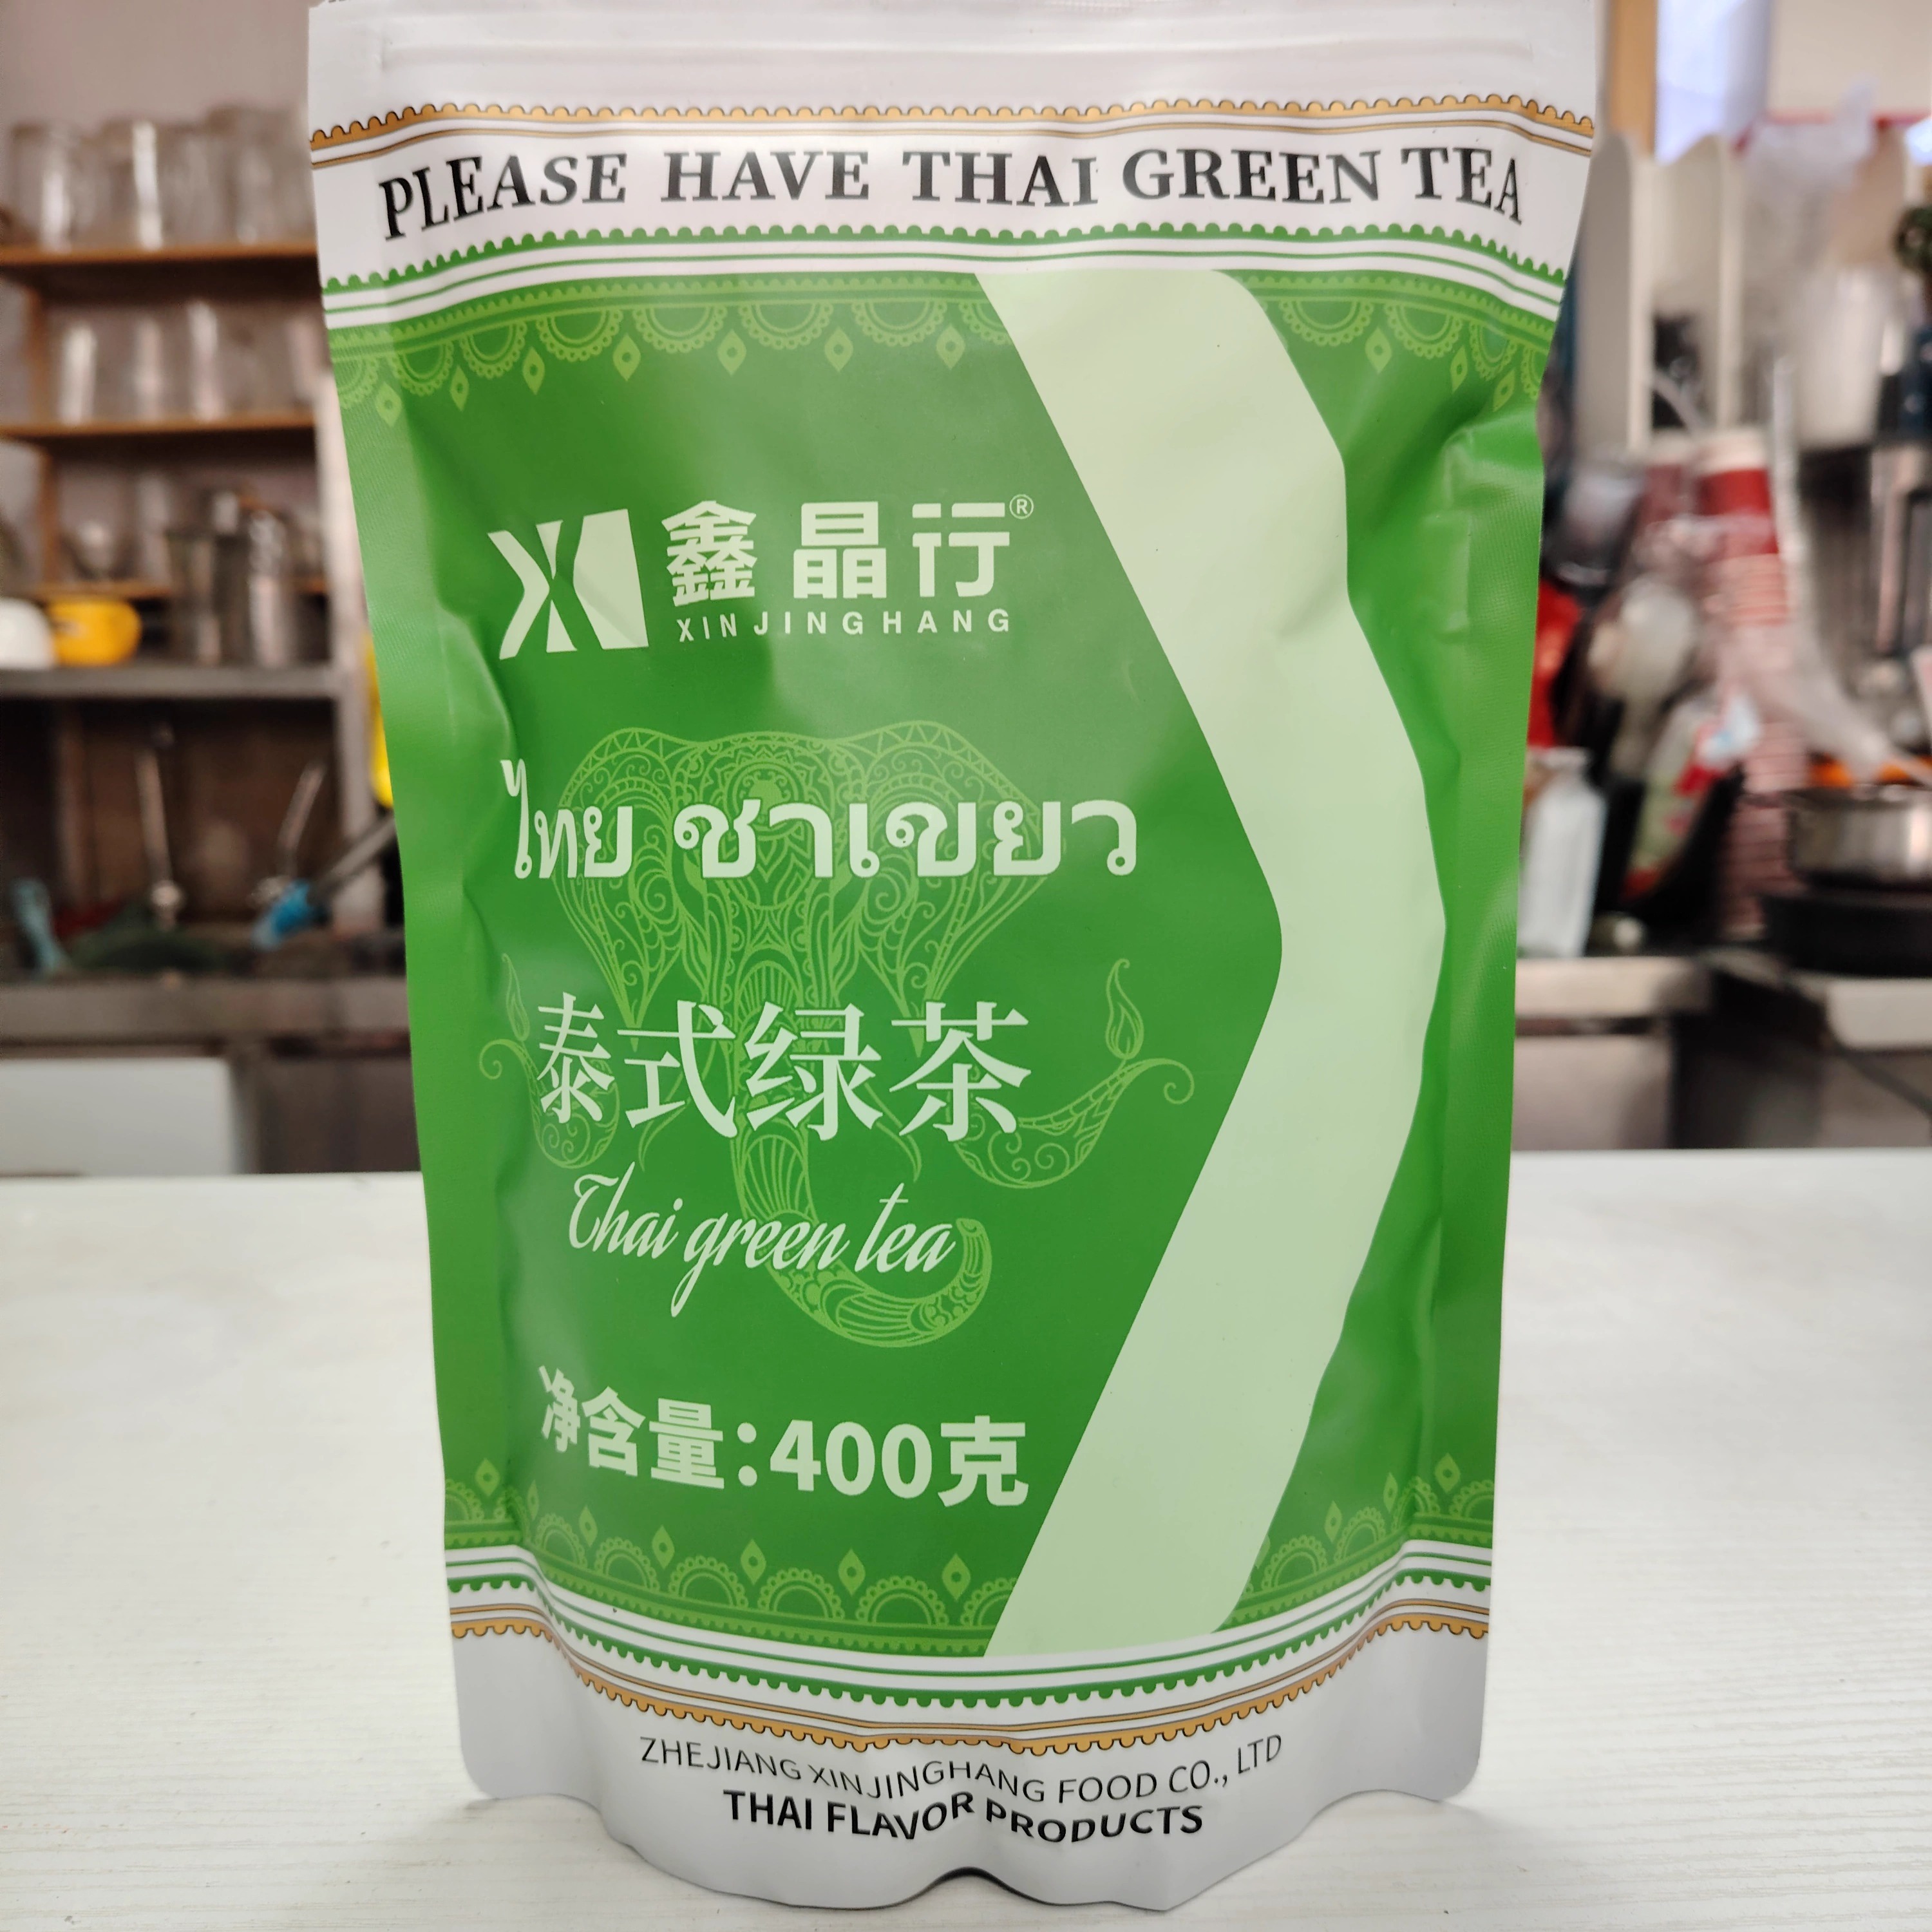 PLEASE HAVE THAI GREEN TEA
鑫晶行®
XINJINGHANG
ไทย ชาเขียว
泰式绿茶
Thai green tea
净含量:400克
ZHEJIANG XINJINGHANG FOOD CO., LTD
THAI FLAVOR PRODUCTS